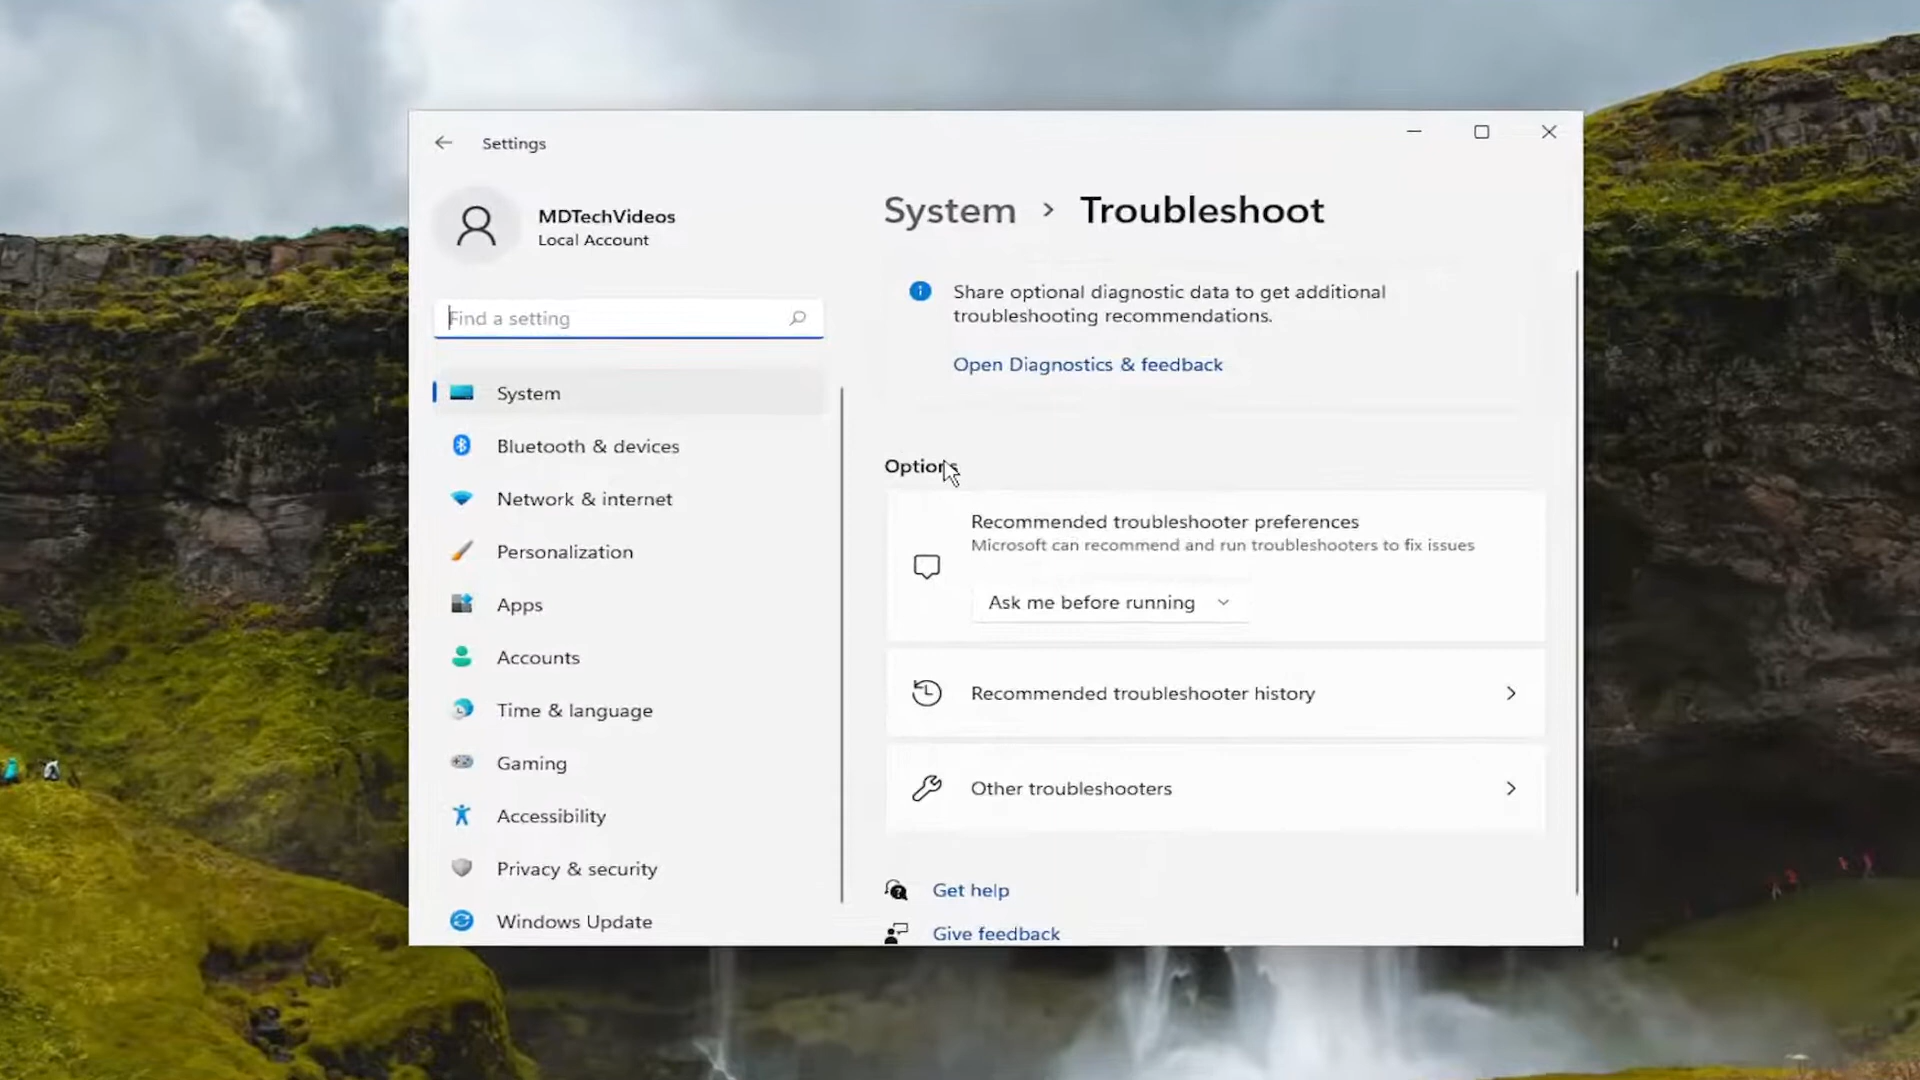 Settings
MDTechVideos
Local Account
Find a setting
System
Bluetooth & devices
Network & internet
Personalization
Apps
Accounts
Time & language
Gaming
Accessibility
Privacy & security
Windows Update
System > Troubleshoot
Share optional diagnostic data to get additional
troubleshooting recommendations.
Open Diagnostics & feedback
Options
Recommended troubleshooter preferences
Microsoft can recommend and run troubleshooters to fix issues
Ask me before running
Recommended troubleshooter history
Other troubleshooters
Get help
Give feedback